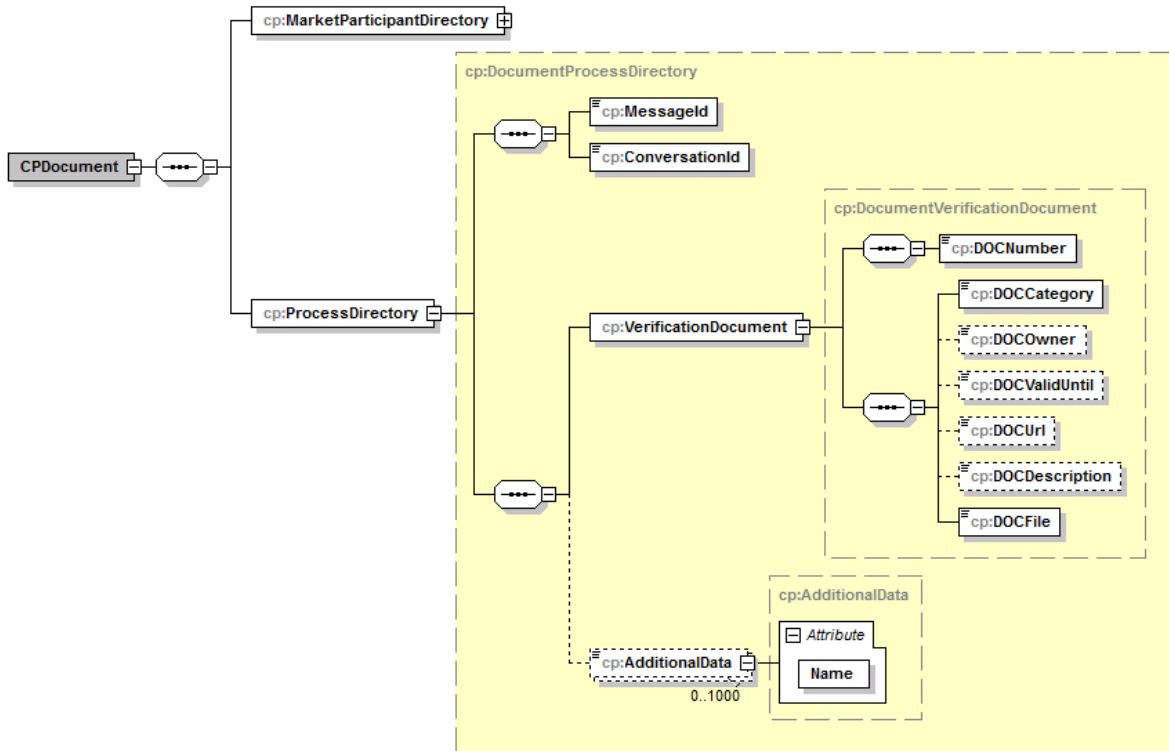 cp:MarketParticipantDirectory
cp:DocumentProcessDirectory
cp:MessageId
cp:ConversationId
CPDocument
cp:DocumentVerificationDocument
cp:DOCNumber
cp:ProcessDirectory
cp:VerificationDocument
cp:DOCCategory
cp:DOCOwner
cp:DOCValidUntil
cp:DOCUrl
cp:DOCDescription
cp:DOCFile
cp:AdditionalData
Attribute
cp:AdditionalData
Name
0..1000